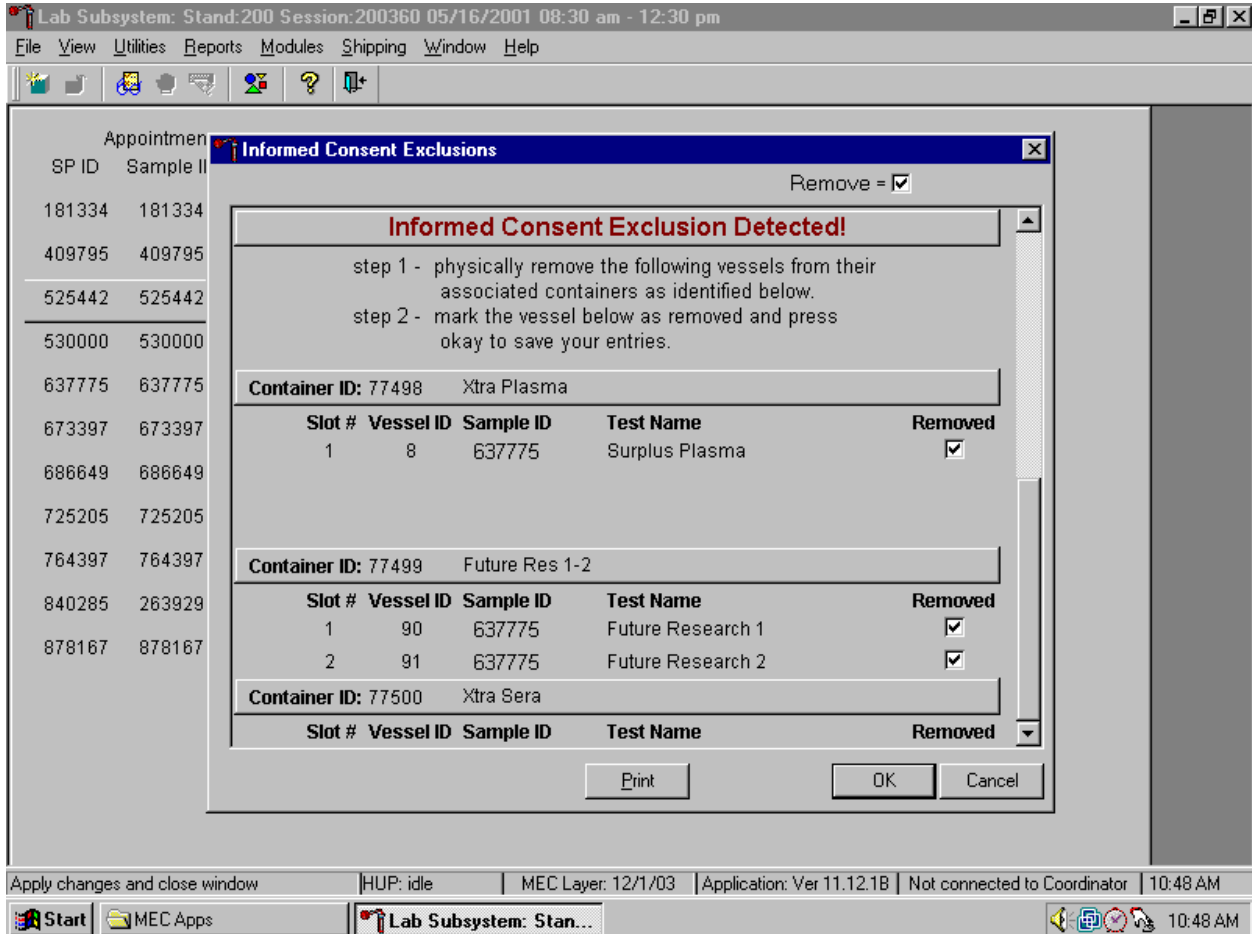 Lab Subsystem: Stand:200 Session:200360 05/16/2001 08:30 am - 12:30 pm
File View Utilities Reports Modules Shipping Window Help
Appointmen
SP ID Sample II
181334 181334
409795 409795
525442 525442
530000 530000
637775 637775
673397 673397
686649 686649
725205 725205
764397 764397
840285 263929
878167 878167
Informed Consent Exclusions
Remove =
Informed Consent Exclusion Detected!
step 1 - physically remove the following vessels from their
associated containers as identified below.
step 2 - mark the vessel below as removed and press
okay to save your entries.
Container ID: 77498 Xtra Plasma
Slot # Vessel ID Sample ID Test Name Removed
1 8 637775 Surplus Plasma
Container ID: 77499 Future Res 1-2
Slot # Vessel ID Sample ID Test Name Removed
1 90 637775 Future Research 1
2 91 637775 Future Research 2
Container ID: 77500 Xtra Sera
Slot # Vessel ID Sample ID Test Name Removed
Print OK Cancel
Apply changes and close window HUP: idle MEC Layer: 12/1/03 Application: Ver 11.12.1B Not connected to Coordinator 10:48 AM
Start MEC Apps Lab Subsystem: Stan... 10:48 AM